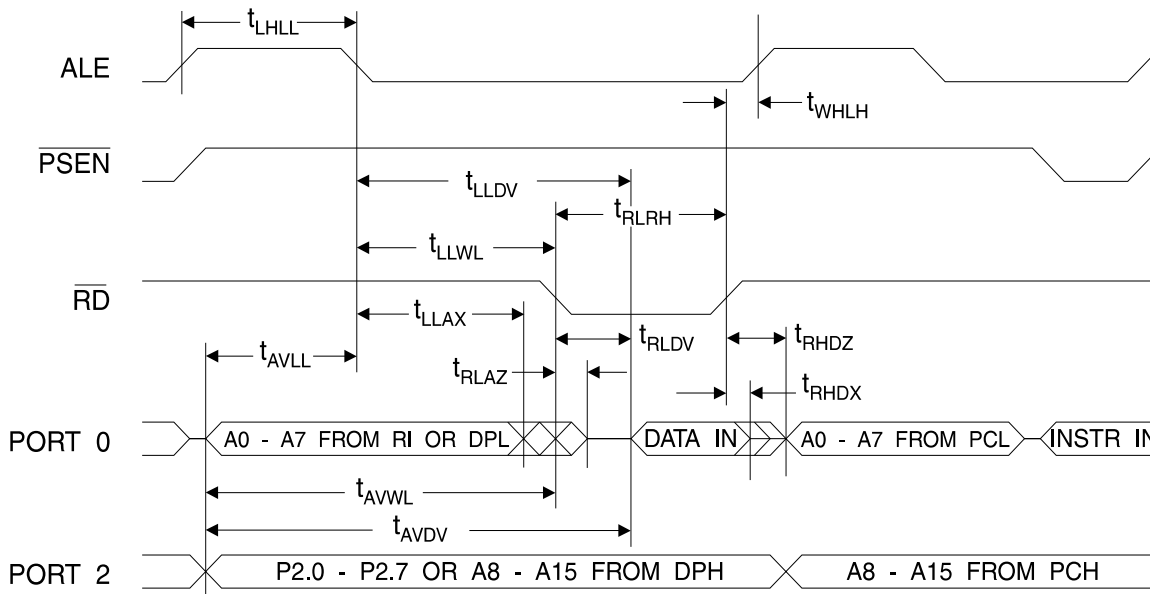 tLHLL
ALE
tWHLH
PSEN
tLLDV
tRLRH
tLLWL
RD
tLLAX
tRLDV
tRHDZ
tAVLL
tRLAZ
tRHDX
PORT 0
A0 - A7 FROM RI OR DPL
DATA IN
A0 - A7 FROM PCL
INSTR IN
tAVWL
tAVDV
PORT 2
P2.0 - P2.7 OR A8 - A15 FROM DPH
A8 - A15 FROM PCH